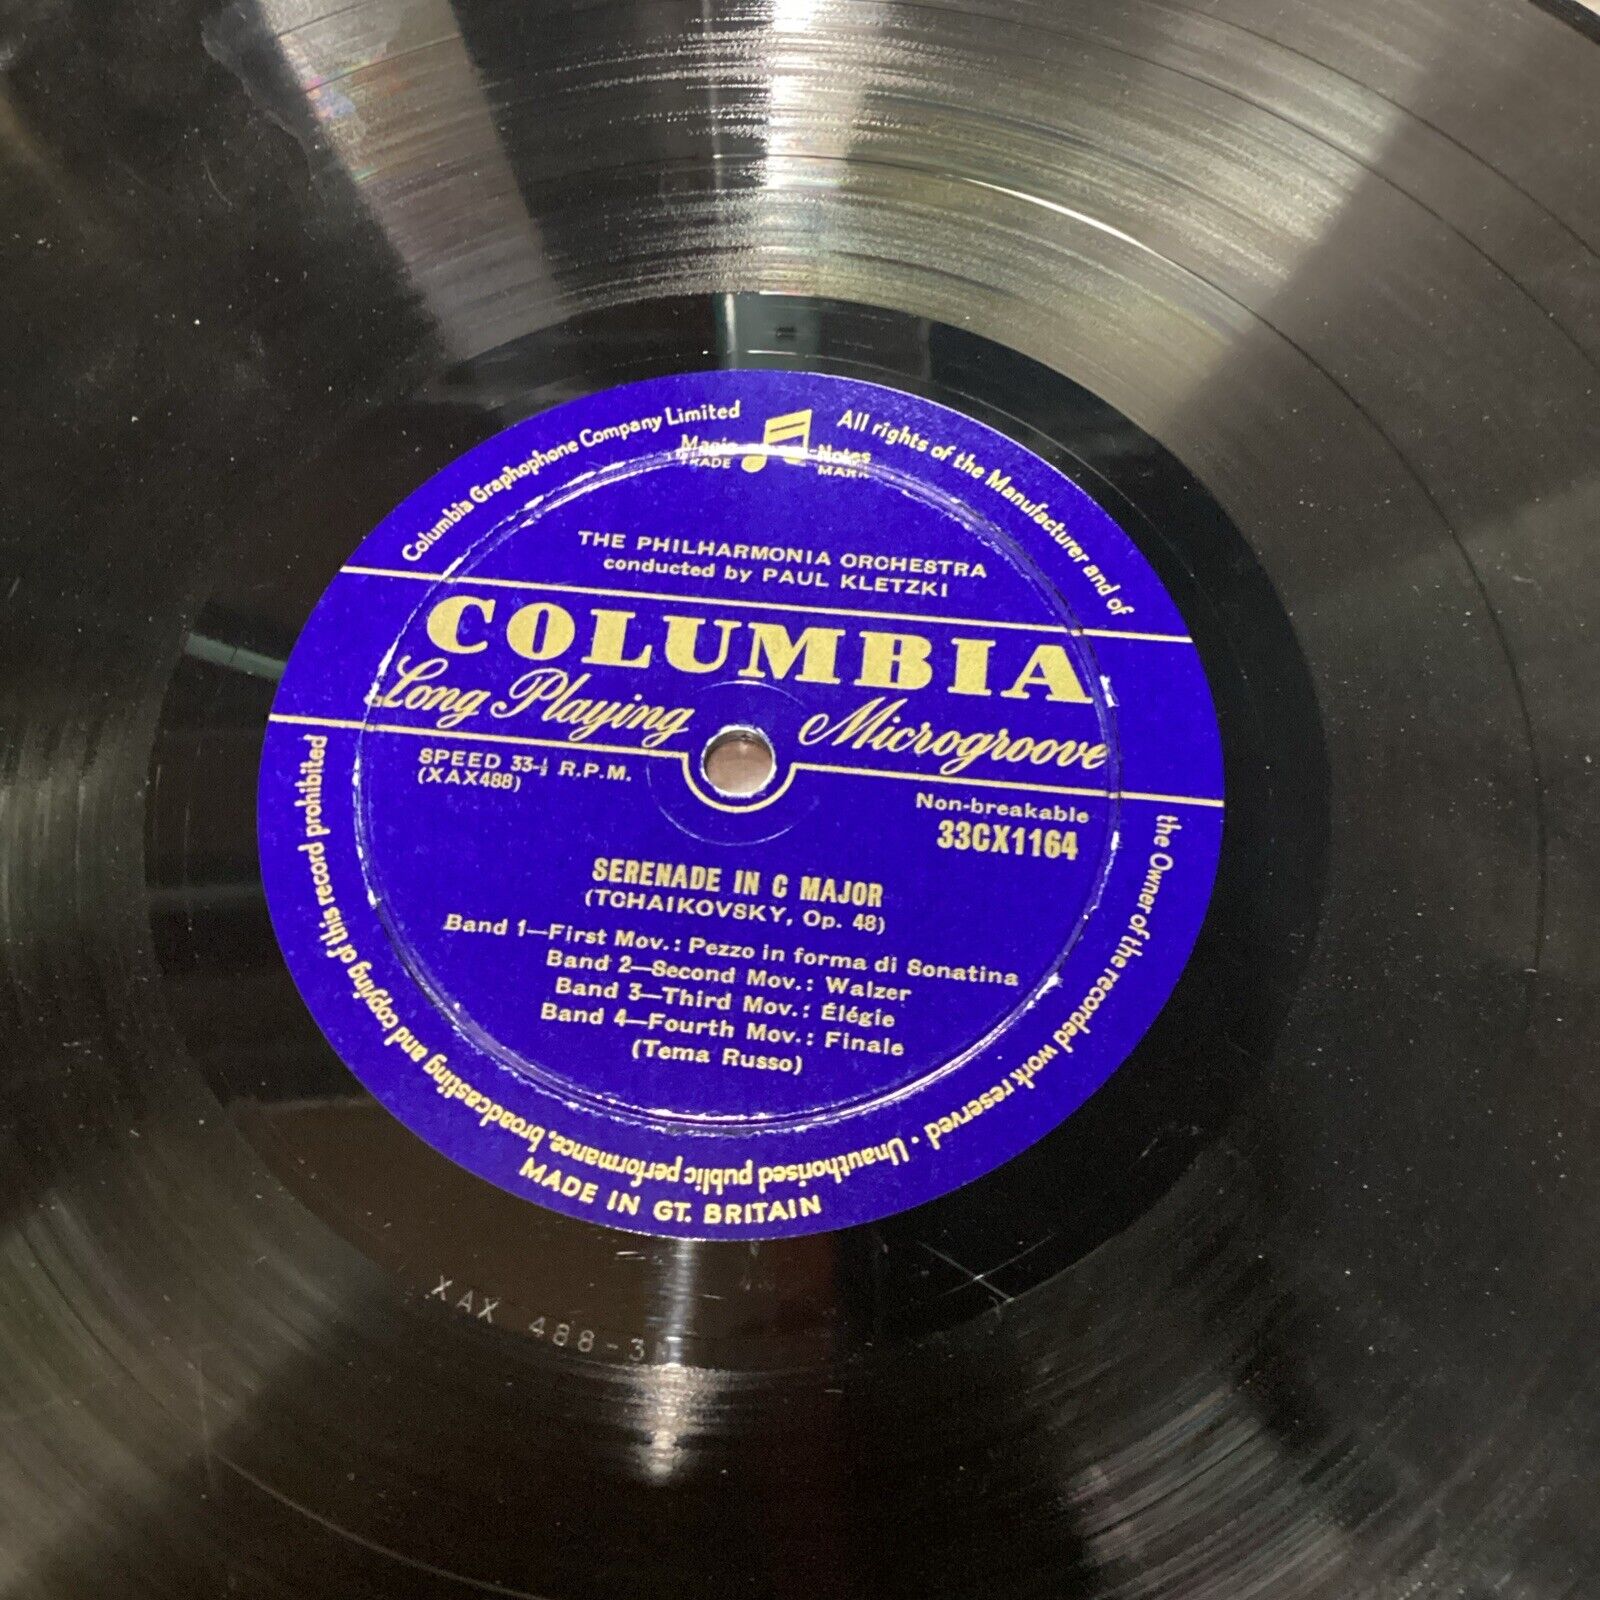 Columbia Graphophone Company Limited
All rights of the Manufacturer and of
the Owner of the recorded work reserved · Unauthorised public performance, broadcasting and copying of this record prohibited
Magic Notes
TRADE MARK
THE PHILHARMONIA ORCHESTRA
conducted by PAUL KLETZKI
COLUMBIA
Long Playing Microgroove
SPEED 33-⅓ R.P.M.
(XAX488)
Non-breakable
33CX1164
SERENADE IN C MAJOR
(TCHAIKOVSKY, Op. 48)
Band 1—First Mov.: Pezzo in forma di Sonatina
Band 2—Second Mov.: Walzer
Band 3—Third Mov.: Élégie
Band 4—Fourth Mov.: Finale
(Tema Russo)
MADE IN GT. BRITAIN
XAX 488-3